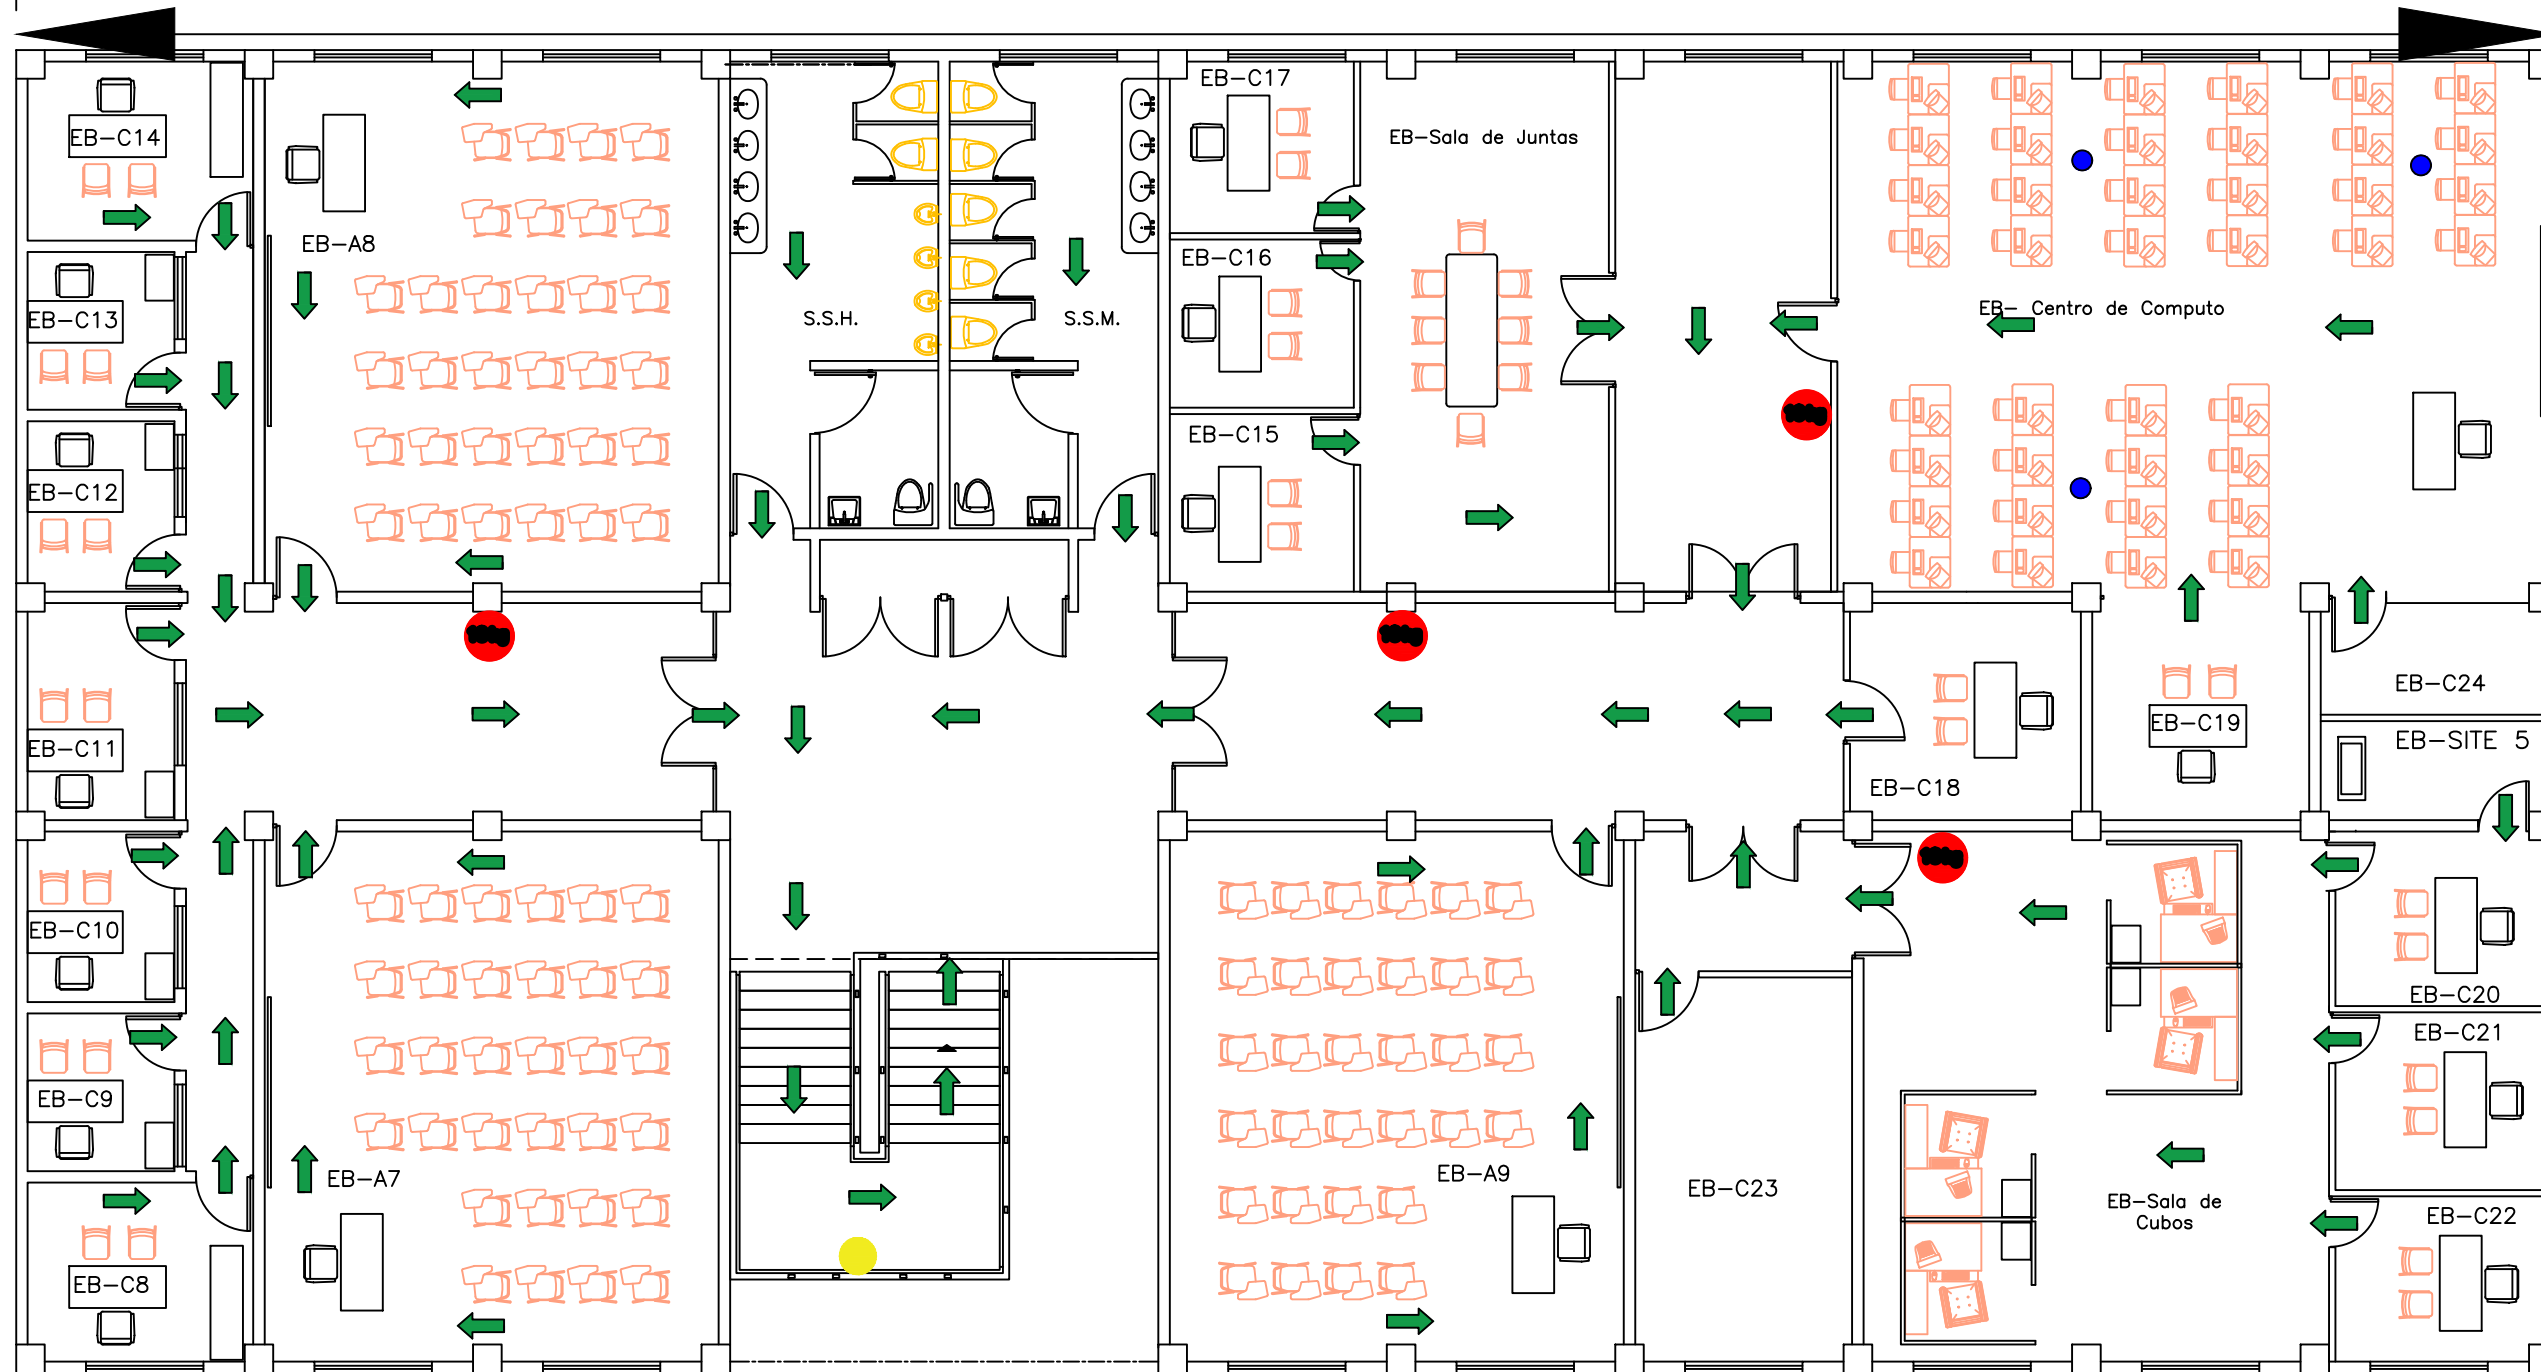 EB-C17
EB-C14
EB-Sala de Juntas
EB-A8
EB-C16
EB-C13
S.S.H.
S.S.M.
EB- Centro de Computo
EB-C15
EB-C12
EB-C24
EB-C11
EB-C19
EB-SITE 5
EB-C18
EB-C10
EB-C20
EB-C21
EB-C9
EB-A7
EB-A9
EB-C23
EB-Sala de
Cubos
EB-C22
EB-C8